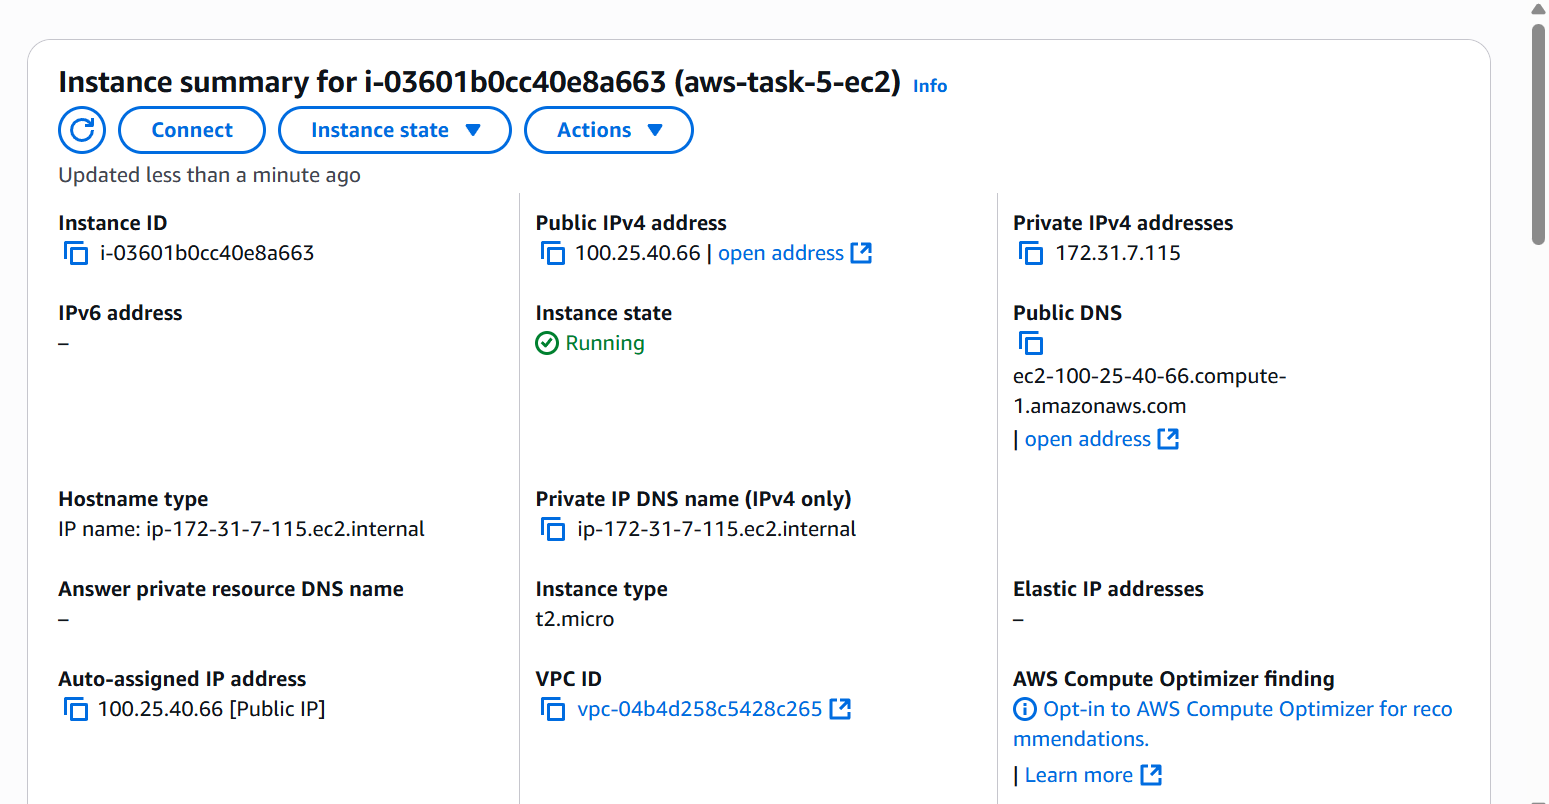 Instance summary for i-03601b0cc40e8a663 (aws-task-5-ec2) Info
Connect
Instance state
Actions
Updated less than a minute ago
Instance ID
i-03601b0cc40e8a663
Public IPv4 address
100.25.40.66 | open address
Private IPv4 addresses
172.31.7.115
IPv6 address
–
Instance state
Running
Public DNS
ec2-100-25-40-66.compute-
1.amazonaws.com
| open address
Hostname type
IP name: ip-172-31-7-115.ec2.internal
Private IP DNS name (IPv4 only)
ip-172-31-7-115.ec2.internal
Answer private resource DNS name
–
Instance type
t2.micro
Elastic IP addresses
–
Auto-assigned IP address
100.25.40.66 [Public IP]
VPC ID
vpc-04b4d258c5428c265
AWS Compute Optimizer finding
Opt-in to AWS Compute Optimizer for reco
mmendations.
| Learn more